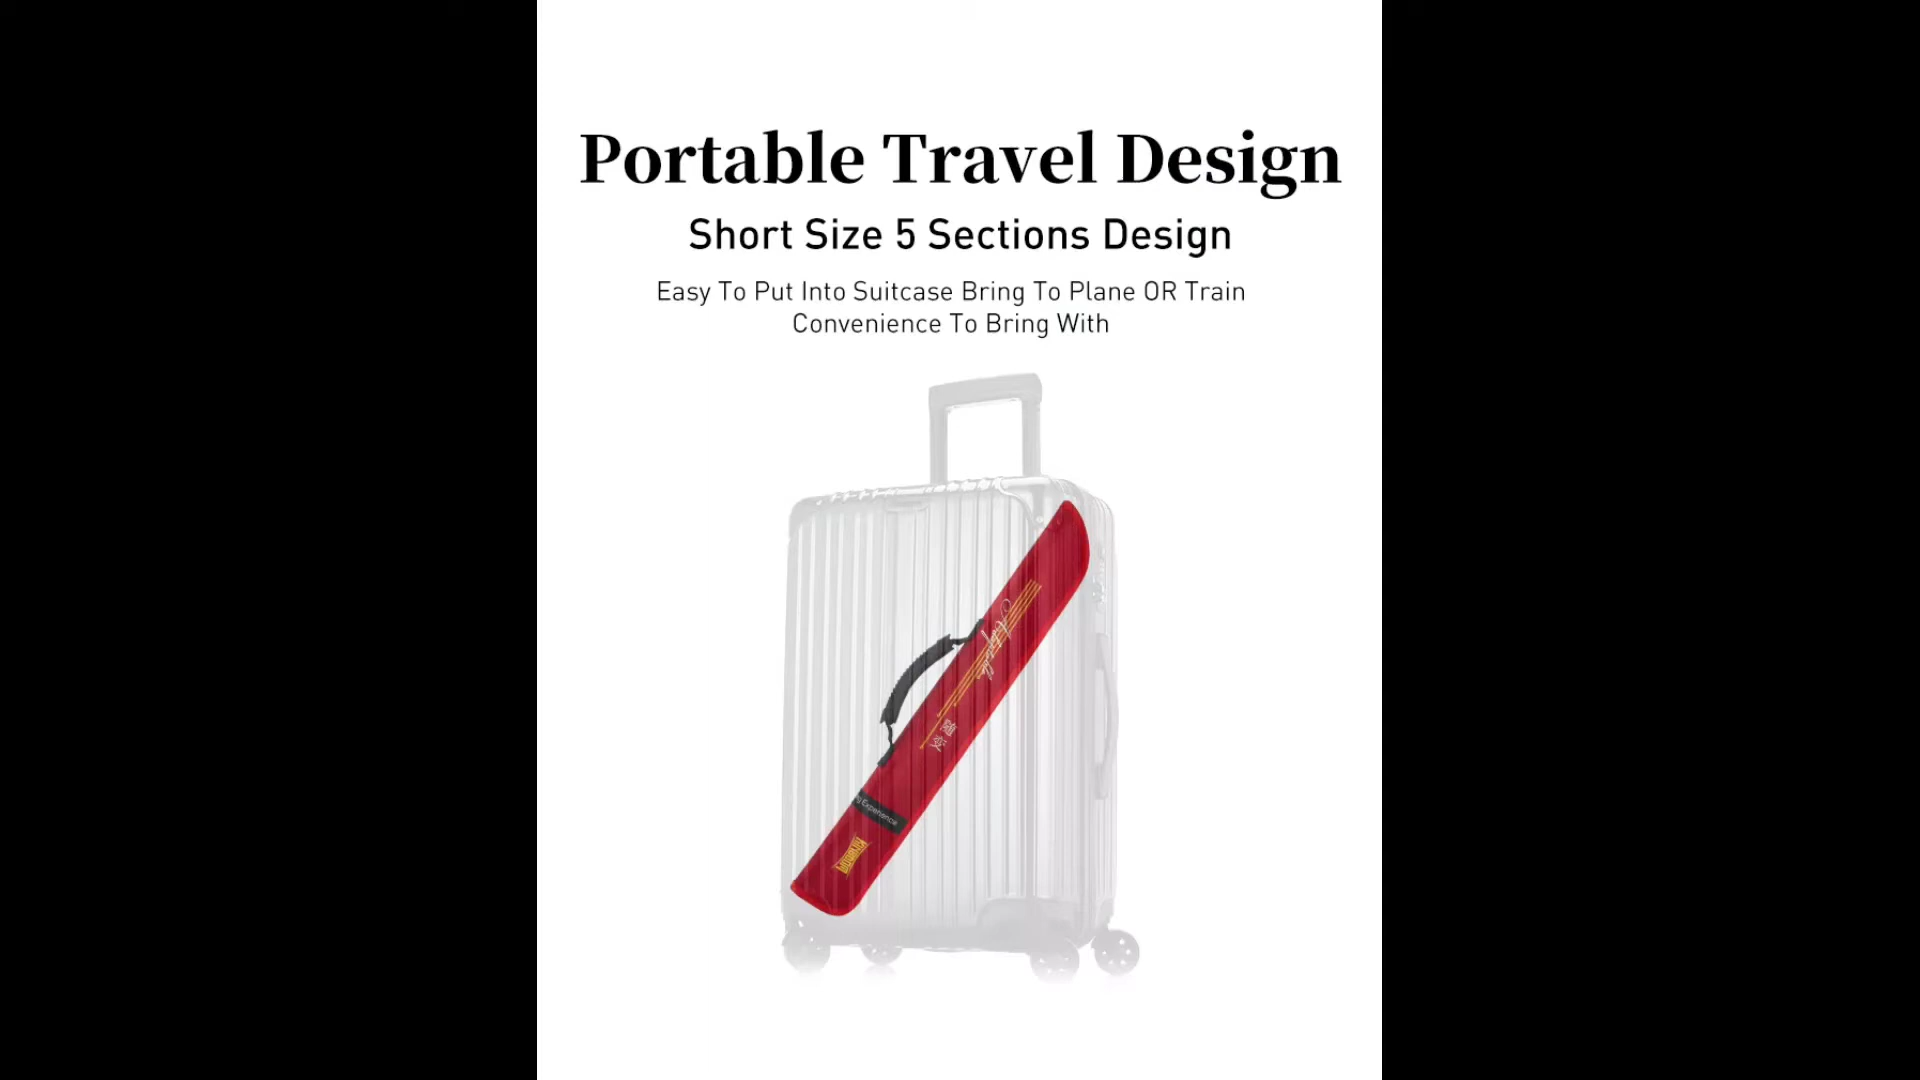 Portable Travel Design
Short Size 5 Sections Design
Easy To Put Into Suitcase Bring To Plane OR Train
Convenience To Bring With
Experience